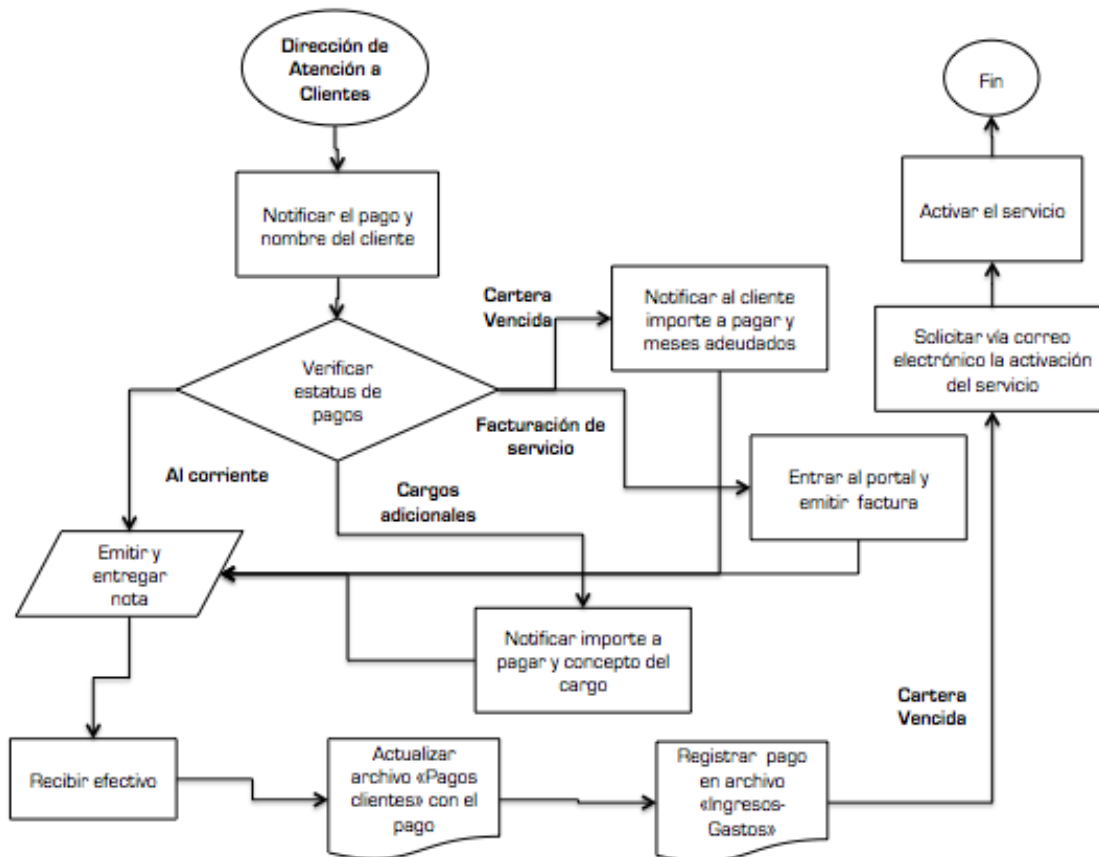 Dirección de
Atención a
Clientes
Fin
Notificar el pago y
nombre del cliente
Activar el servicio
Cartera
Vencida
Notificar al cliente
importe a pagar y
meses adeudados
Solicitar vía correo
electrónico la activación
del servicio
Verificar
estatus de
pagos
Facturación de
servicio
Al corriente
Cargos
adicionales
Entrar al portal y
emitir factura
Emitir y
entregar
nota
Notificar importe a
pagar y concepto del
cargo
Cartera
Vencida
Recibir efectivo
Actualizar
archivo «Pagos
clientes» con el
pago
Registrar pago
en archivo
«Ingresos-
Gastos»